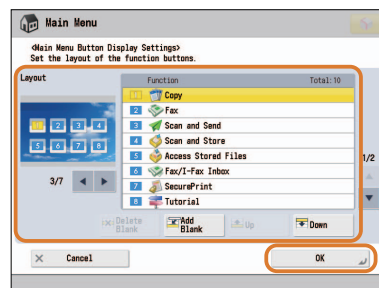 Main Menu
<Main Menu Button Display Settings>
Set the layout of the function buttons.
Layout
Function Total: 10
1 Copy
2 Fax
3 Scan and Send
4 Scan and Store
5 Access Stored Files
6 Fax/I-Fax Inbox
7 SecurePrint
8 Tutorial
1 2 3 4
5 6 7 8
3/7
1/2
Delete Blank
Add Blank
Up
Down
Cancel
OK